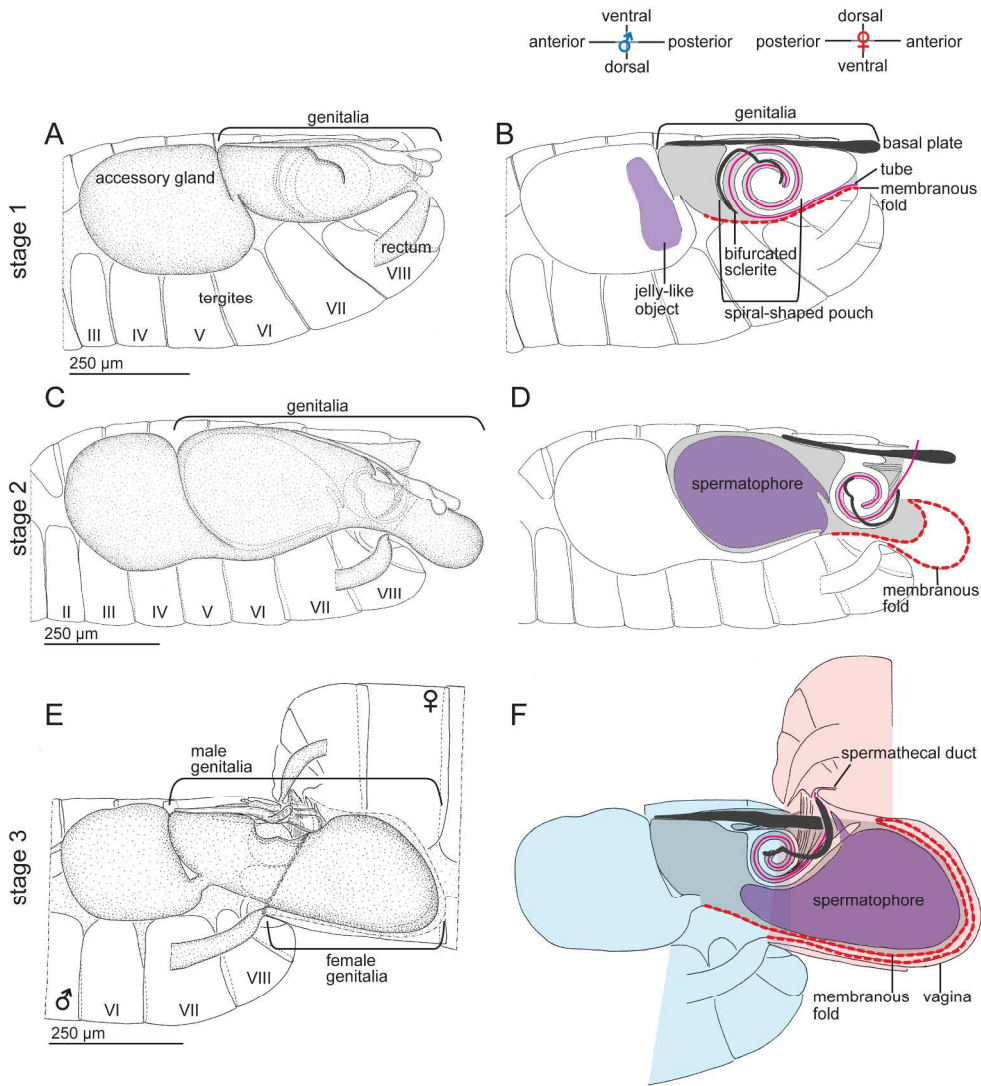 ventral
anterior ♂ posterior
dorsal
dorsal
posterior ♀ anterior
ventral
stage 1
A
genitalia
accessory gland
rectum
tergites
III IV V VI VII VIII
250 µm
B
genitalia
basal plate
tube
membranous
fold
bifurcated
sclerite
jelly-like
object
spiral-shaped pouch
stage 2
C
genitalia
II III IV V VI VII VIII
250 µm
D
spermatophore
membranous
fold
stage 3
E
♀
male
genitalia
female
genitalia
♂ VI VII VIII
250 µm
F
spermathecal duct
spermatophore
membranous
fold
vagina